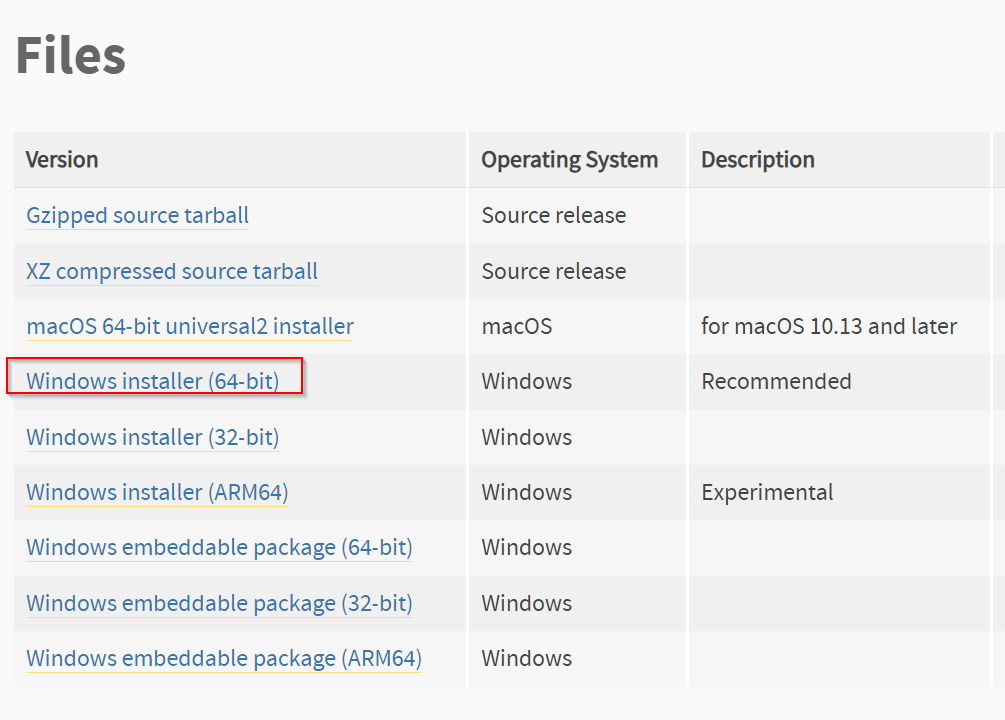 Files
Version Operating System Description
Gzipped source tarball Source release
XZ compressed source tarball Source release
macOS 64-bit universal2 installer macOS for macOS 10.13 and later
Windows installer (64-bit) Windows Recommended
Windows installer (32-bit) Windows
Windows installer (ARM64) Windows Experimental
Windows embeddable package (64-bit) Windows
Windows embeddable package (32-bit) Windows
Windows embeddable package (ARM64) Windows